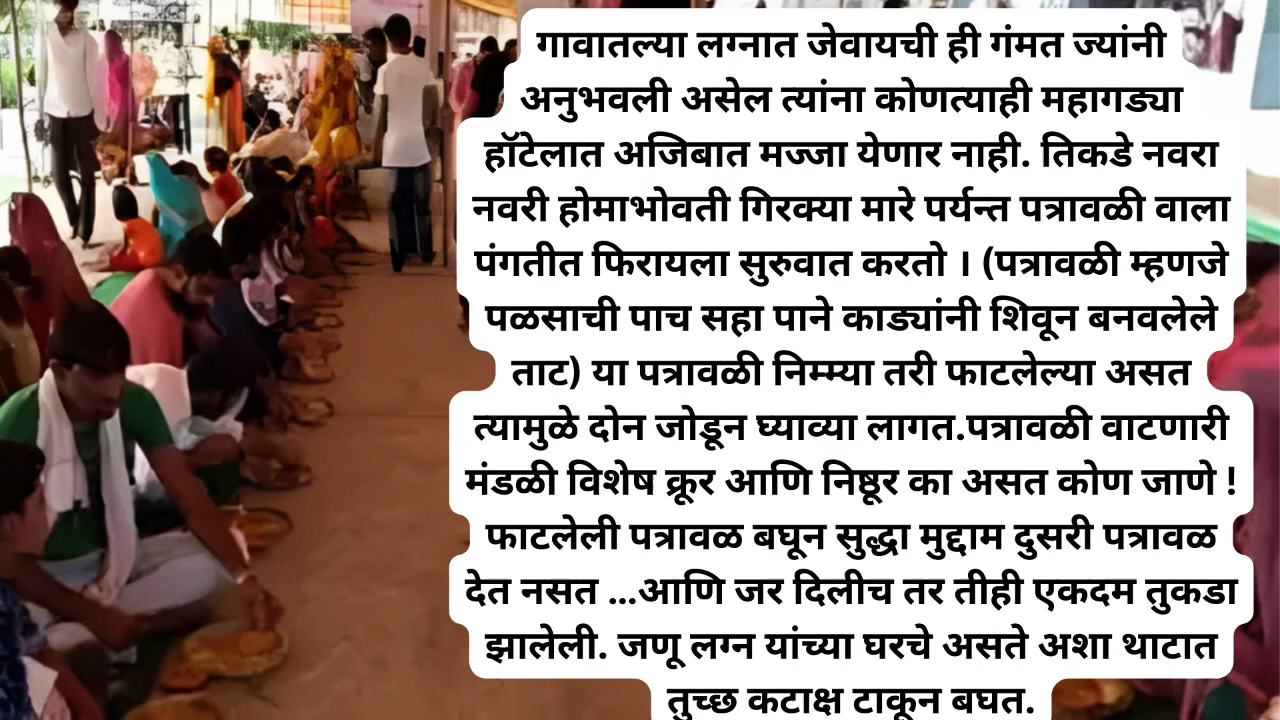 गावातल्या लग्नात जेवायची ही गंमत ज्यांनी
अनुभवली असेल त्यांना कोणत्याही महागड्या
हॉटेलात अजिबात मज्जा येणार नाही. तिकडे नवरा
नवरी होमाभोवती गिरक्या मारे पर्यन्त पत्रावळी वाला
पंगतीत फिरायला सुरुवात करतो । (पत्रावळी म्हणजे
पळसाची पाच सहा पाने काड्यांनी शिवून बनवलेले
ताट) या पत्रावळी निम्म्या तरी फाटलेल्या असत
त्यामुळे दोन जोडून घ्याव्या लागत.पत्रावळी वाटणारी
मंडळी विशेष क्रूर आणि निष्ठूर का असत कोण जाणे !
फाटलेली पत्रावळ बघून सुद्धा मुद्दाम दुसरी पत्रावळ
देत नसत ...आणि जर दिलीच तर तीही एकदम तुकडा
झालेली. जणू लग्न यांच्या घरचे असते अशा थाटात
तुच्छ कटाक्ष टाकून बघत.